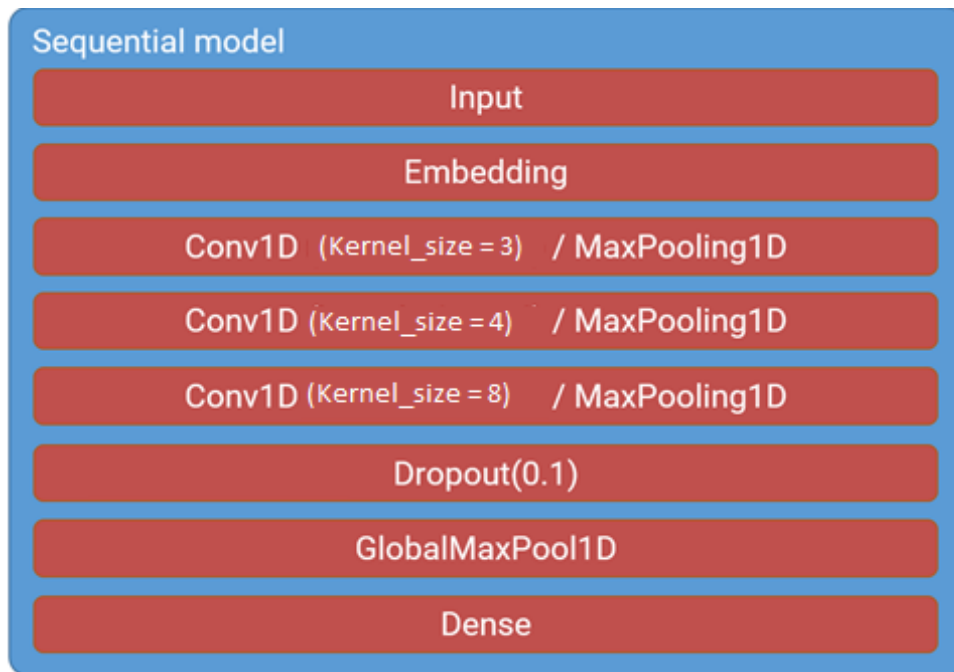 Sequential model
Input
Embedding
Conv1D (Kernel_size = 3) / MaxPooling1D
Conv1D (Kernel_size = 4) / MaxPooling1D
Conv1D (Kernel_size = 8) / MaxPooling1D
Dropout(0.1)
GlobalMaxPool1D
Dense